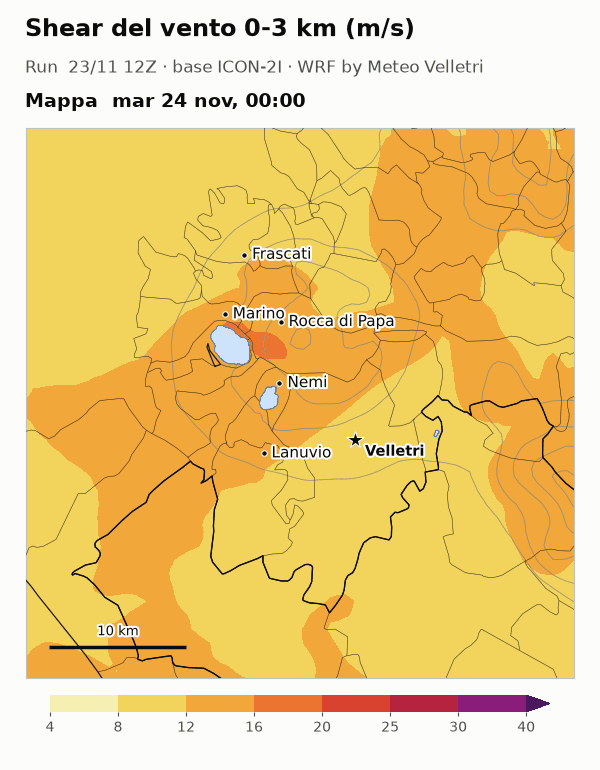 Shear del vento 0-3 km (m/s)
Run  23/11 12Z · base ICON-2I · WRF by Meteo Velletri
Mappa  mar 24 nov, 00:00
Frascati
Marino
Rocca di Papa
Nemi
Velletri
Lanuvio
10 km
4 8 12 16 20 25 30 40